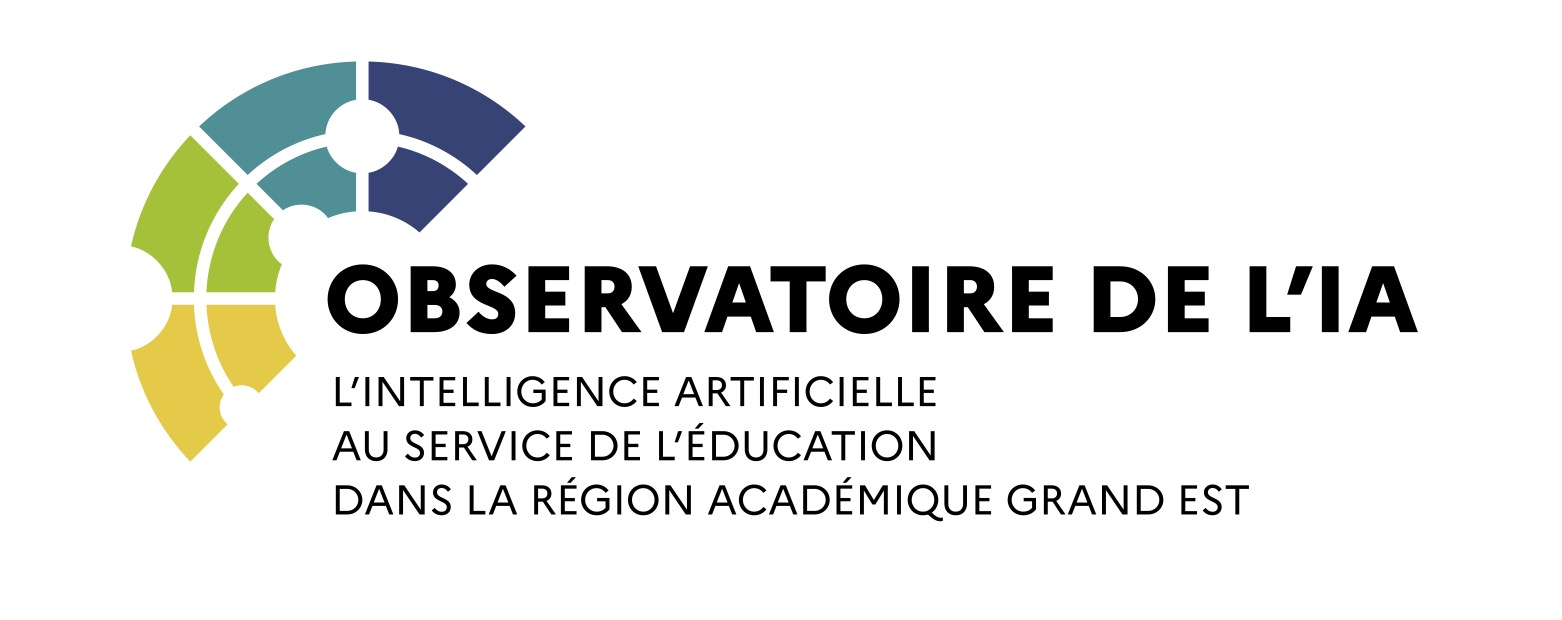 OBSERVATOIRE DE L’IA
L’INTELLIGENCE ARTIFICIELLE
AU SERVICE DE L’ÉDUCATION
DANS LA RÉGION ACADÉMIQUE GRAND EST